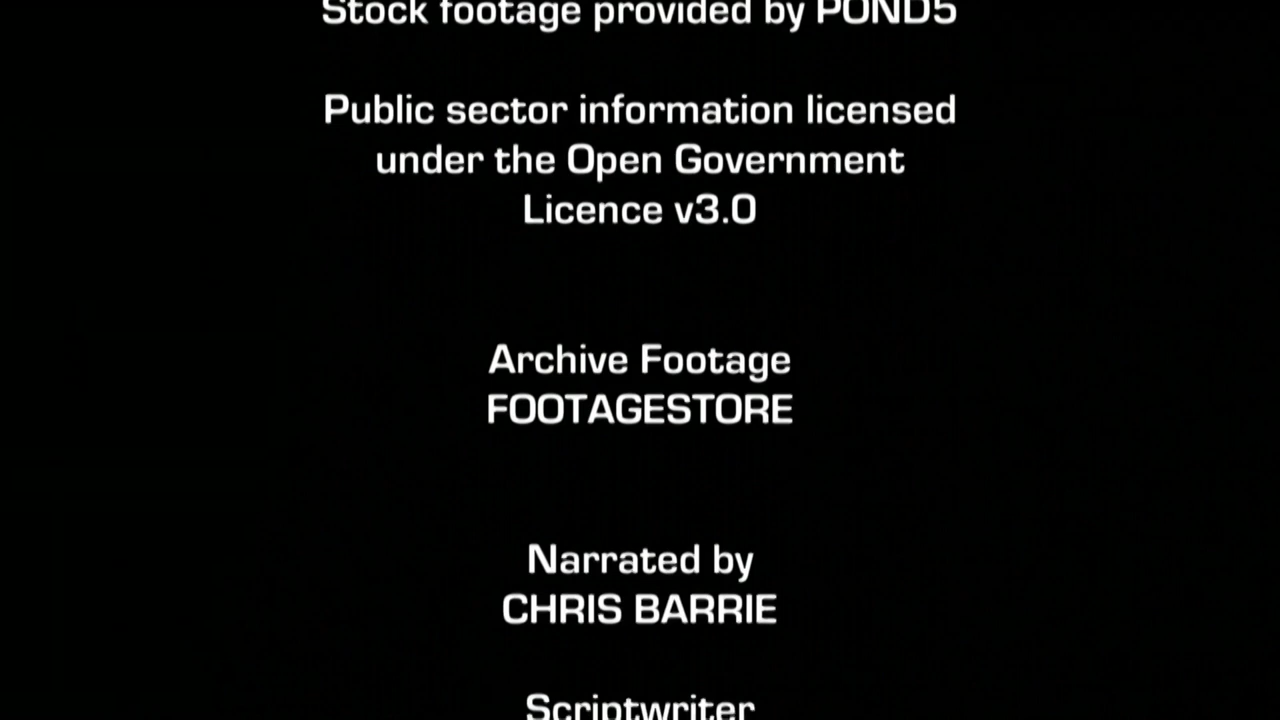 Stock footage provided by POND5
Public sector information licensed
under the Open Government
Licence v3.0
Archive Footage
FOOTAGESTORE
Narrated by
CHRIS BARRIE
Scriptwriter